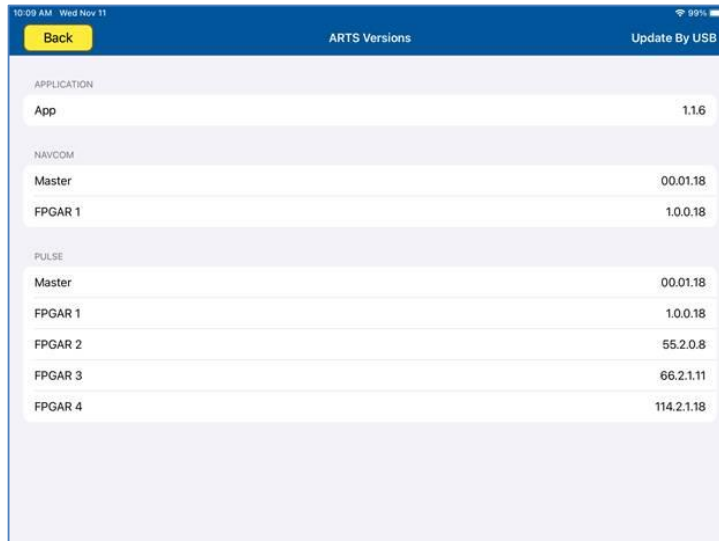 10:09 AM Wed Nov 11 99%
Back ARTS Versions Update By USB
APPLICATION
App 1.1.6
NAVCOM
Master 00.01.18
FPGAR 1 1.0.0.18
PULSE
Master 00.01.18
FPGAR 1 1.0.0.18
FPGAR 2 55.2.0.8
FPGAR 3 66.2.1.11
FPGAR 4 114.2.1.18